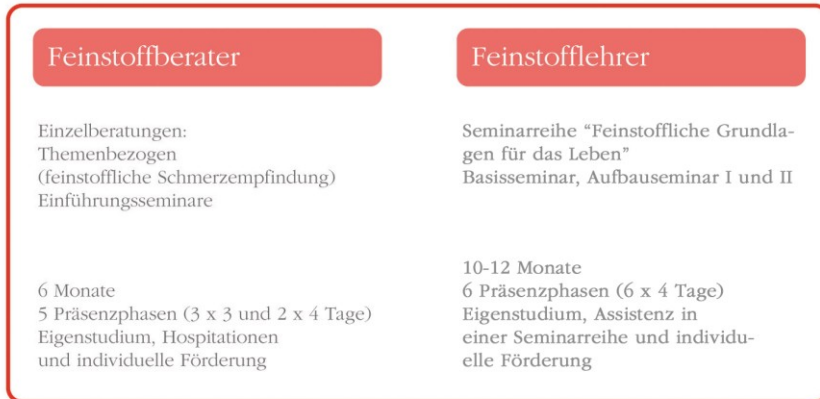 Feinstoffberater
Einzelberatungen:
Themenbezogen
(feinstoffliche Schmerzempfindung)
Einführungsseminare
6 Monate
5 Präsenzphasen (3 x 3 und 2 x 4 Tage)
Eigenstudium, Hospitationen
und individuelle Förderung
Feinstofflehrer
Seminarreihe “Feinstoffliche Grundla-
gen für das Leben”
Basisseminar, Aufbauseminar I und II
10-12 Monate
6 Präsenzphasen (6 x 4 Tage)
Eigenstudium, Assistenz in
einer Seminarreihe und individu-
elle Förderung